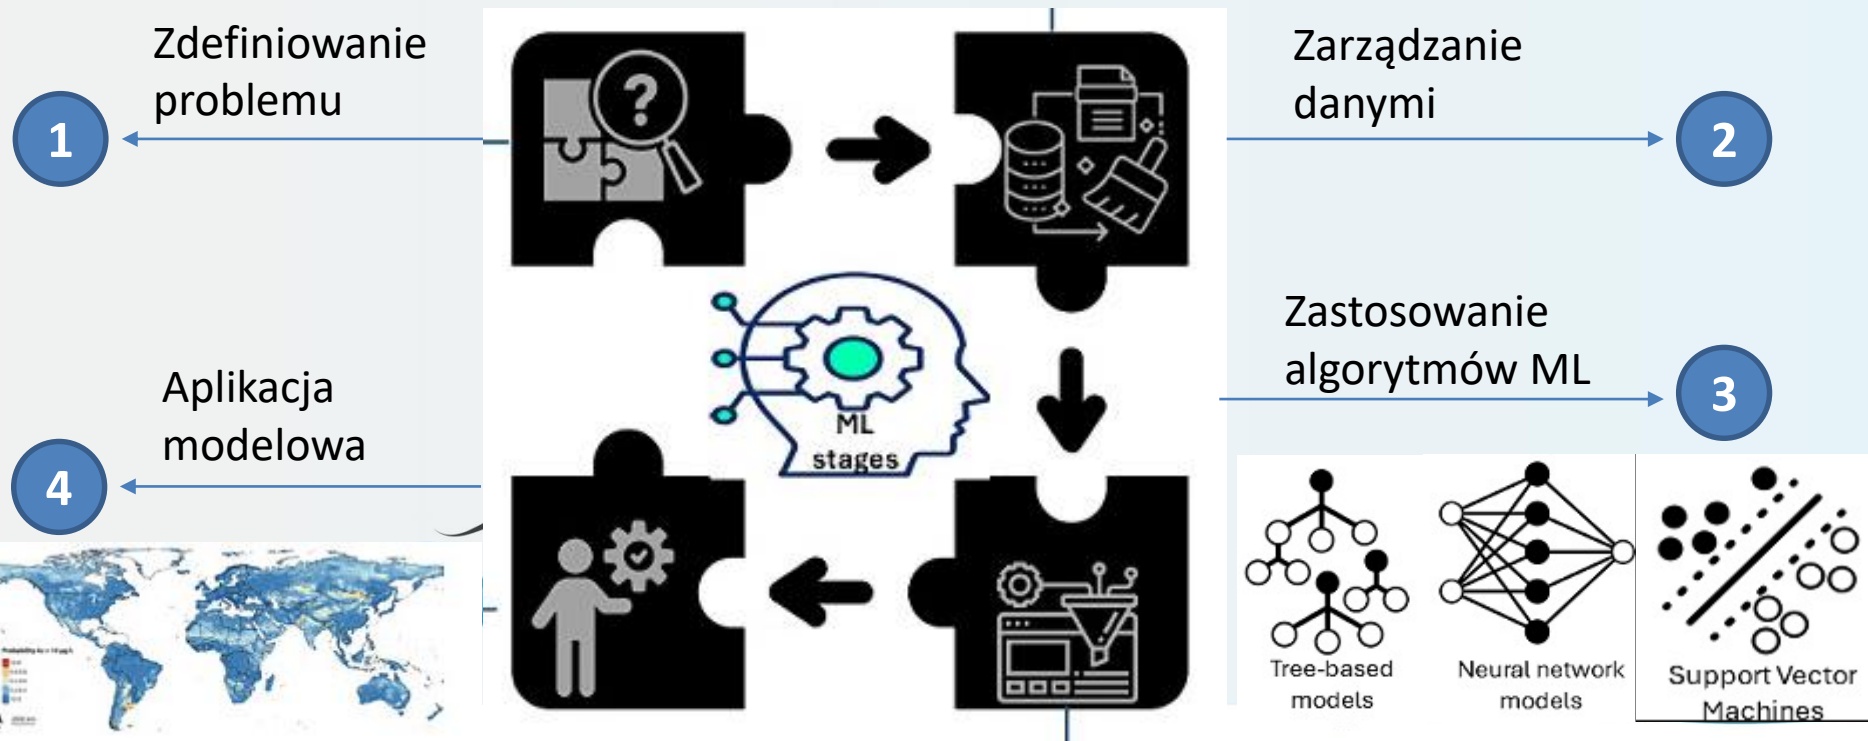 Zdefiniowanie
problemu
1
Zarządzanie
danymi
2
?
ML
stages
Zastosowanie
algorytmów ML
3
Aplikacja
modelowa
4
Tree-based
models
Neural network
models
Support Vector
Machines